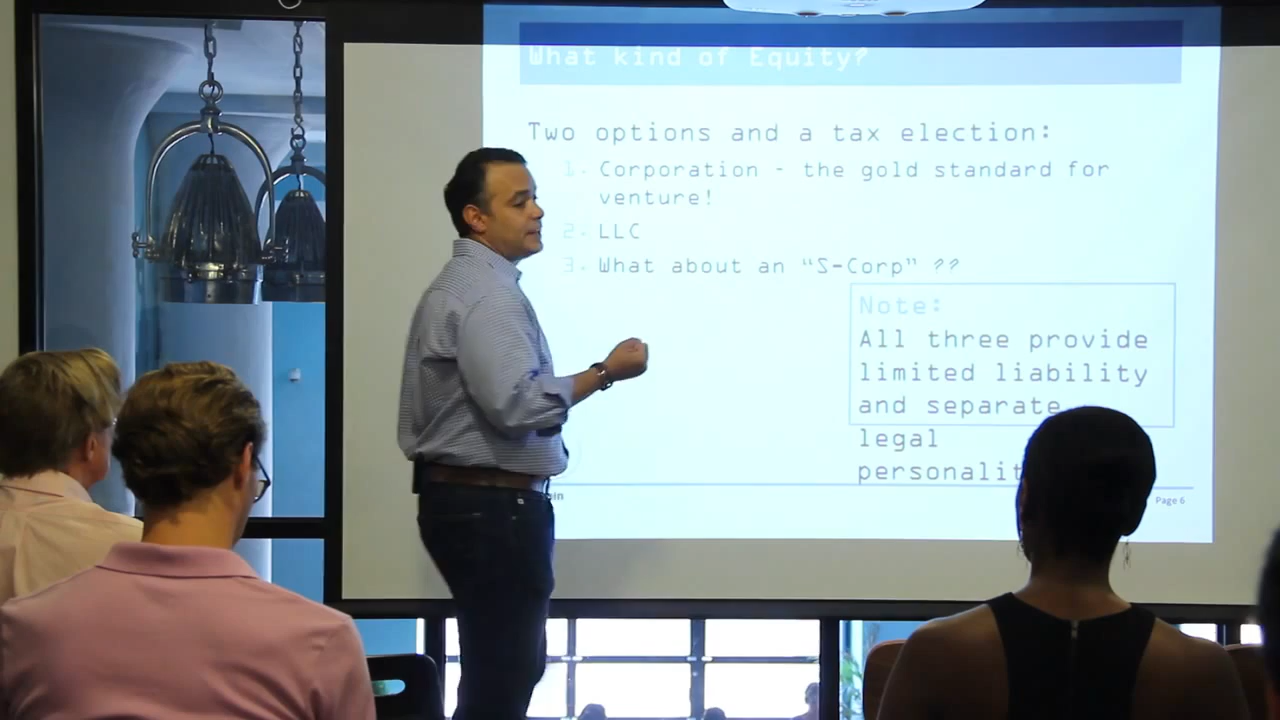 What kind of Equity?
Two options and a tax election:
1. Corporation - the gold standard for
venture!
2. LLC
3. What about an “S-Corp” ??
Note:
All three provide
limited liability
and separate
legal
Page 6